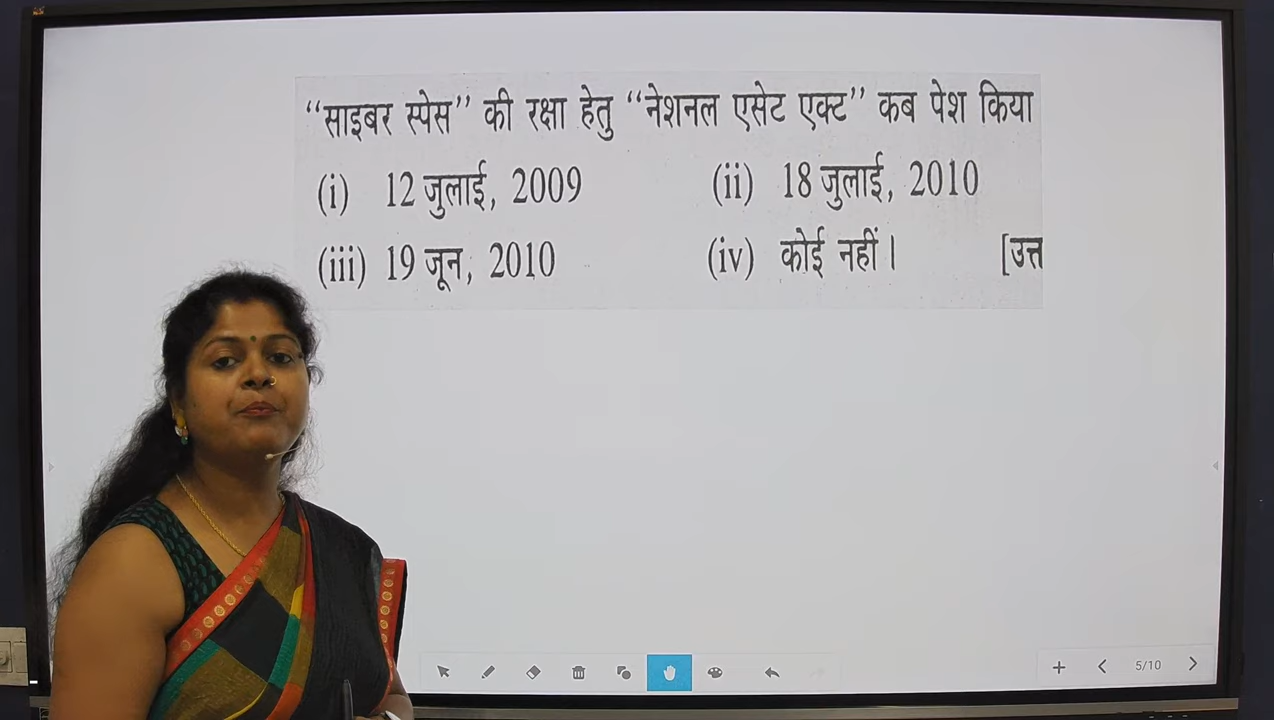 “साइबर स्पेस” की रक्षा हेतु “नेशनल एसेट एक्ट” कब पेश किया
(i) 12 जुलाई, 2009 (ii) 18 जुलाई, 2010
(iii) 19 जून, 2010 (iv) कोई नहीं। [उत्त
5/10